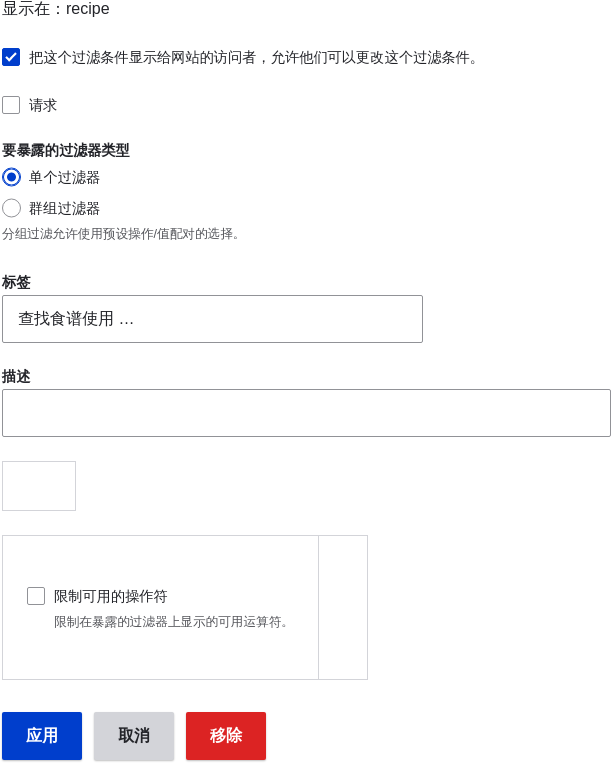 显示在：recipe
把这个过滤条件显示给网站的访问者，允许他们可以更改这个过滤条件。
请求
要暴露的过滤器类型
单个过滤器
群组过滤器
分组过滤允许使用预设操作/值配对的选择。
标签
查找食谱使用 …
描述
限制可用的操作符
限制在暴露的过滤器上显示的可用运算符。
应用
取消
移除